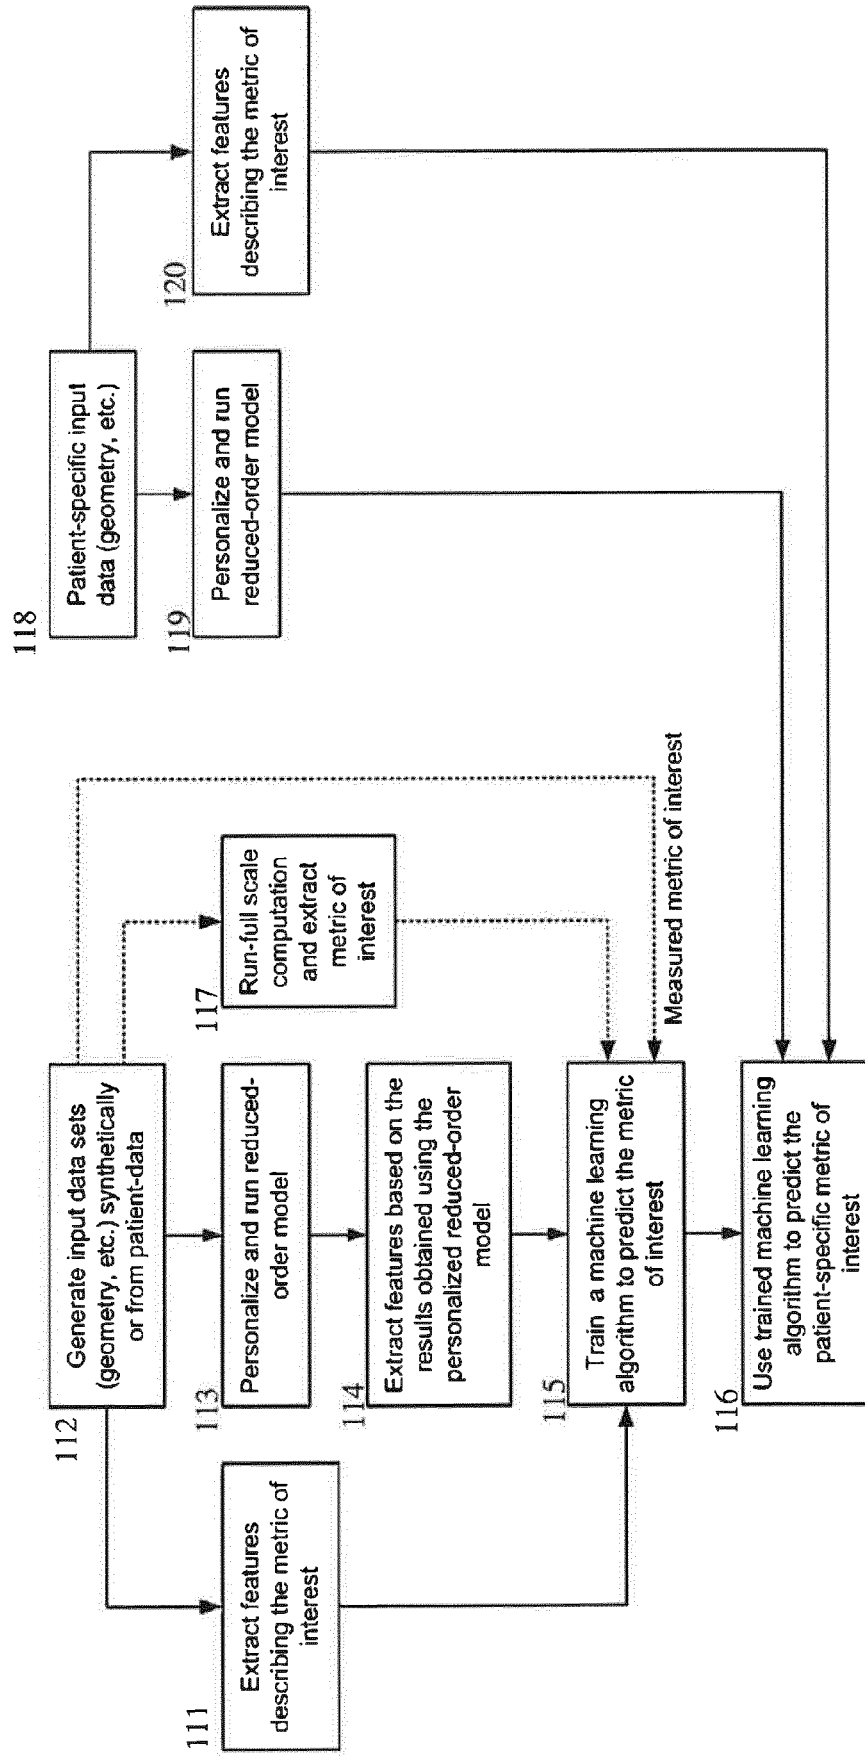 112
Generate input data sets
(geometry, etc.) synthetically
or from patient-data
118
Patient-specific input
data (geometry, etc.)
111
Extract features
describing the metric of
interest
113
Personalize and run reduced-
order model
117
Run-full scale
computation
and extract
metric of
interest
119
Personalize and run
reduced-order model
120
Extract features
describing the metric of
interest
114
Extract features based on the
results obtained using the
personalized reduced-order
model
115
Train a machine learning
algorithm to predict the metric
of interest
Measured metric of interest
116
Use trained machine learning
algorithm to predict the
patient-specific metric of
interest